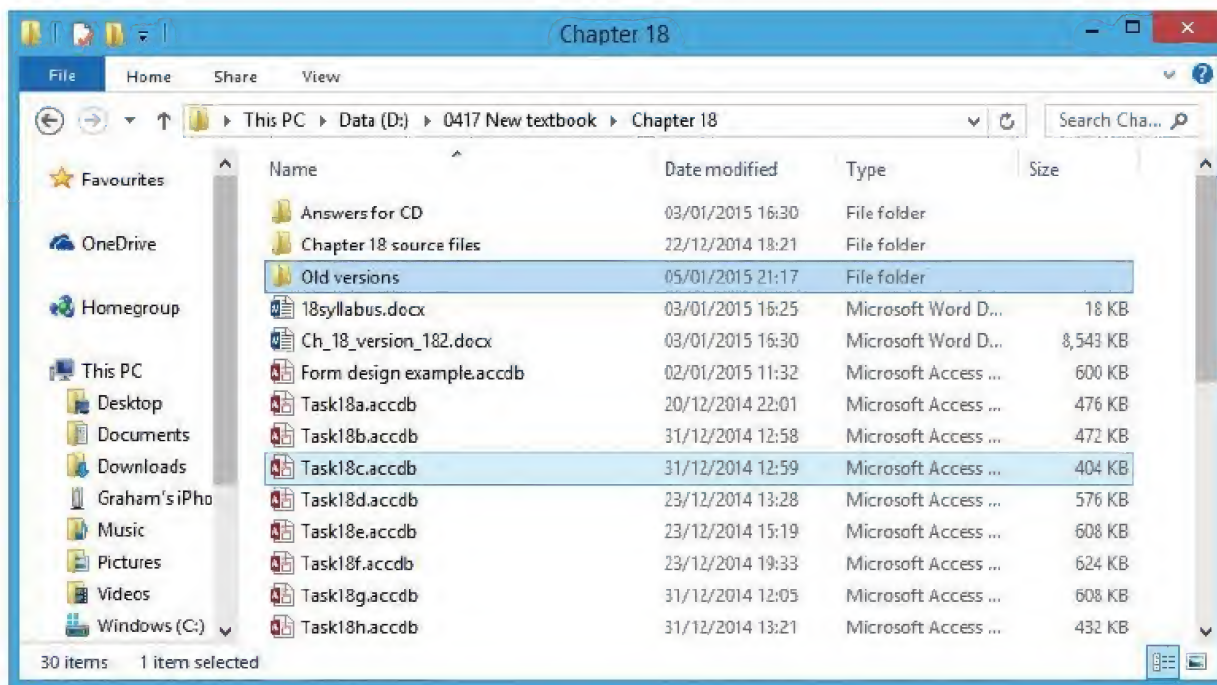 Chapter 18
File Home Share View
This PC Data (D:) 0417 New textbook Chapter 18 Search Cha...
Name Date modified Type Size
Favourites
Answers for CD 03/01/2015 16:30 File folder
OneDrive Chapter 18 source files 22/12/2014 18:21 File folder
Old versions 05/01/2015 21:17 File folder
Homegroup 18syllabus.docx 03/01/2015 16:25 Microsoft Word D... 18 KB
Ch_18_version_182.docx 03/01/2015 16:30 Microsoft Word D... 8,543 KB
This PC Form design example.accdb 02/01/2015 11:32 Microsoft Access ... 600 KB
Desktop Task18a.accdb 20/12/2014 22:01 Microsoft Access ... 476 KB
Documents Task18b.accdb 31/12/2014 12:58 Microsoft Access ... 472 KB
Downloads Task18c.accdb 31/12/2014 12:59 Microsoft Access ... 404 KB
Graham's iPho Task18d.accdb 23/12/2014 13:28 Microsoft Access ... 576 KB
Music Task18e.accdb 23/12/2014 15:19 Microsoft Access ... 608 KB
Pictures Task18f.accdb 23/12/2014 19:33 Microsoft Access ... 624 KB
Videos Task18g.accdb 31/12/2014 12:05 Microsoft Access ... 608 KB
Windows (C:) Task18h.accdb 31/12/2014 13:21 Microsoft Access ... 432 KB
30 items 1 item selected